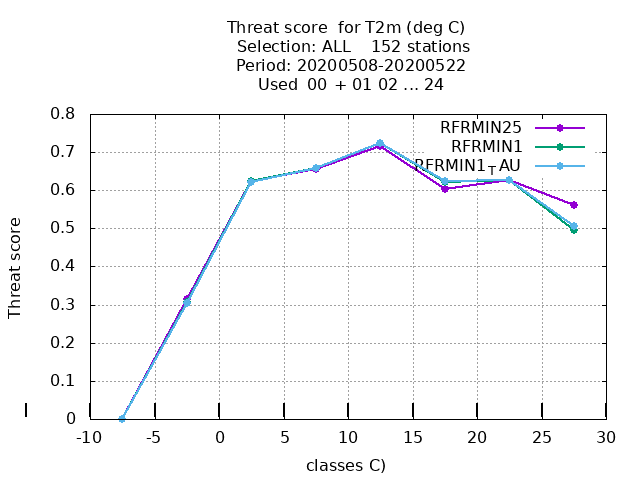 Threat score for T2m (deg C)
Selection: ALL 152 stations
Period: 20200508-20200522
Used 00 + 01 02 ... 24
0.8
0.7
0.6
0.5
0.4
0.3
0.2
0.1
0
Threat score
RFRMIN25
RFRMIN1
RFRMIN1TAU
-10 -5 0 5 10 15 20 25 30
classes C)